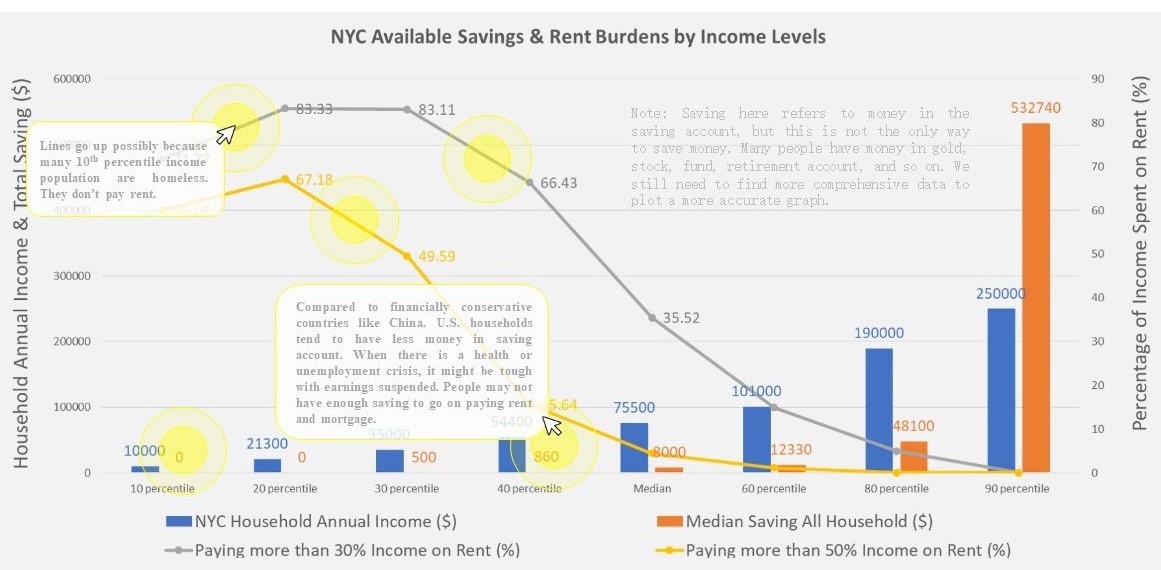 NYC Available Savings & Rent Burdens by Income Levels
Household Annual Income & Total Saving ($)
Percentage of Income Spent on Rent (%)
600000
400000
300000
200000
100000
0
90
80
70
60
50
40
30
20
10
0
Lines go up possibly because
many 10th percentile income
population are homeless.
They don't pay rent.
Note: Saving here refers to money in the
saving account, but this is not the only way
to save money. Many people have money in gold,
stock, fund, retirement account, and so on. We
still need to find more comprehensive data to
plot a more accurate graph.
Compared to financially conservative
countries like China. U.S. households
tend to have less money in saving
account. When there is a health or
unemployment crisis, it might be tough
with earnings suspended. People may not
have enough saving to go on paying rent
and mortgage.
83.33
83.11
66.43
35.52
67.18
49.59
5.64
10000
21300
35000
54400
75500
101000
190000
250000
0
0
500
860
8000
12330
48100
532740
10 percentile
20 percentile
30 percentile
40 percentile
Median
60 percentile
80 percentile
90 percentile
NYC Household Annual Income ($)
Median Saving All Household ($)
Paying more than 30% Income on Rent (%)
Paying more than 50% Income on Rent (%)